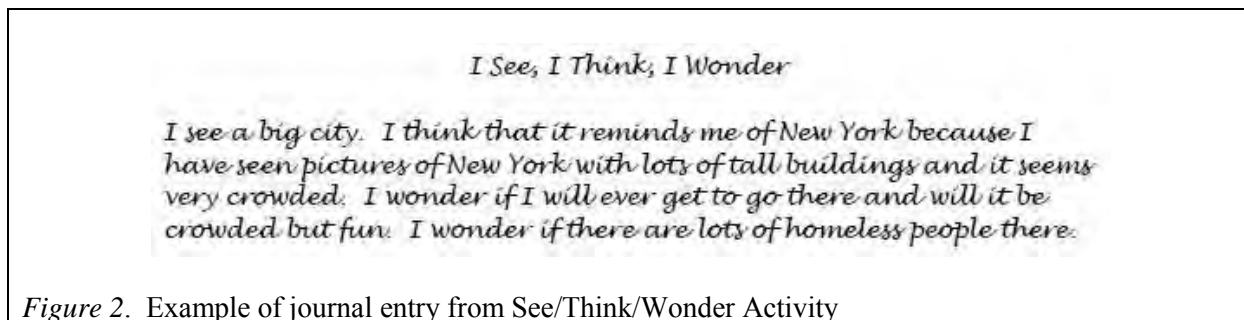 I See, I Think, I Wonder
I see a big city. I think that it reminds me of New York because I
have seen pictures of New York with lots of tall buildings and it seems
very crowded. I wonder if I will ever get to go there and will it be
crowded but fun. I wonder if there are lots of homeless people there.
Figure 2. Example of journal entry from See/Think/Wonder Activity